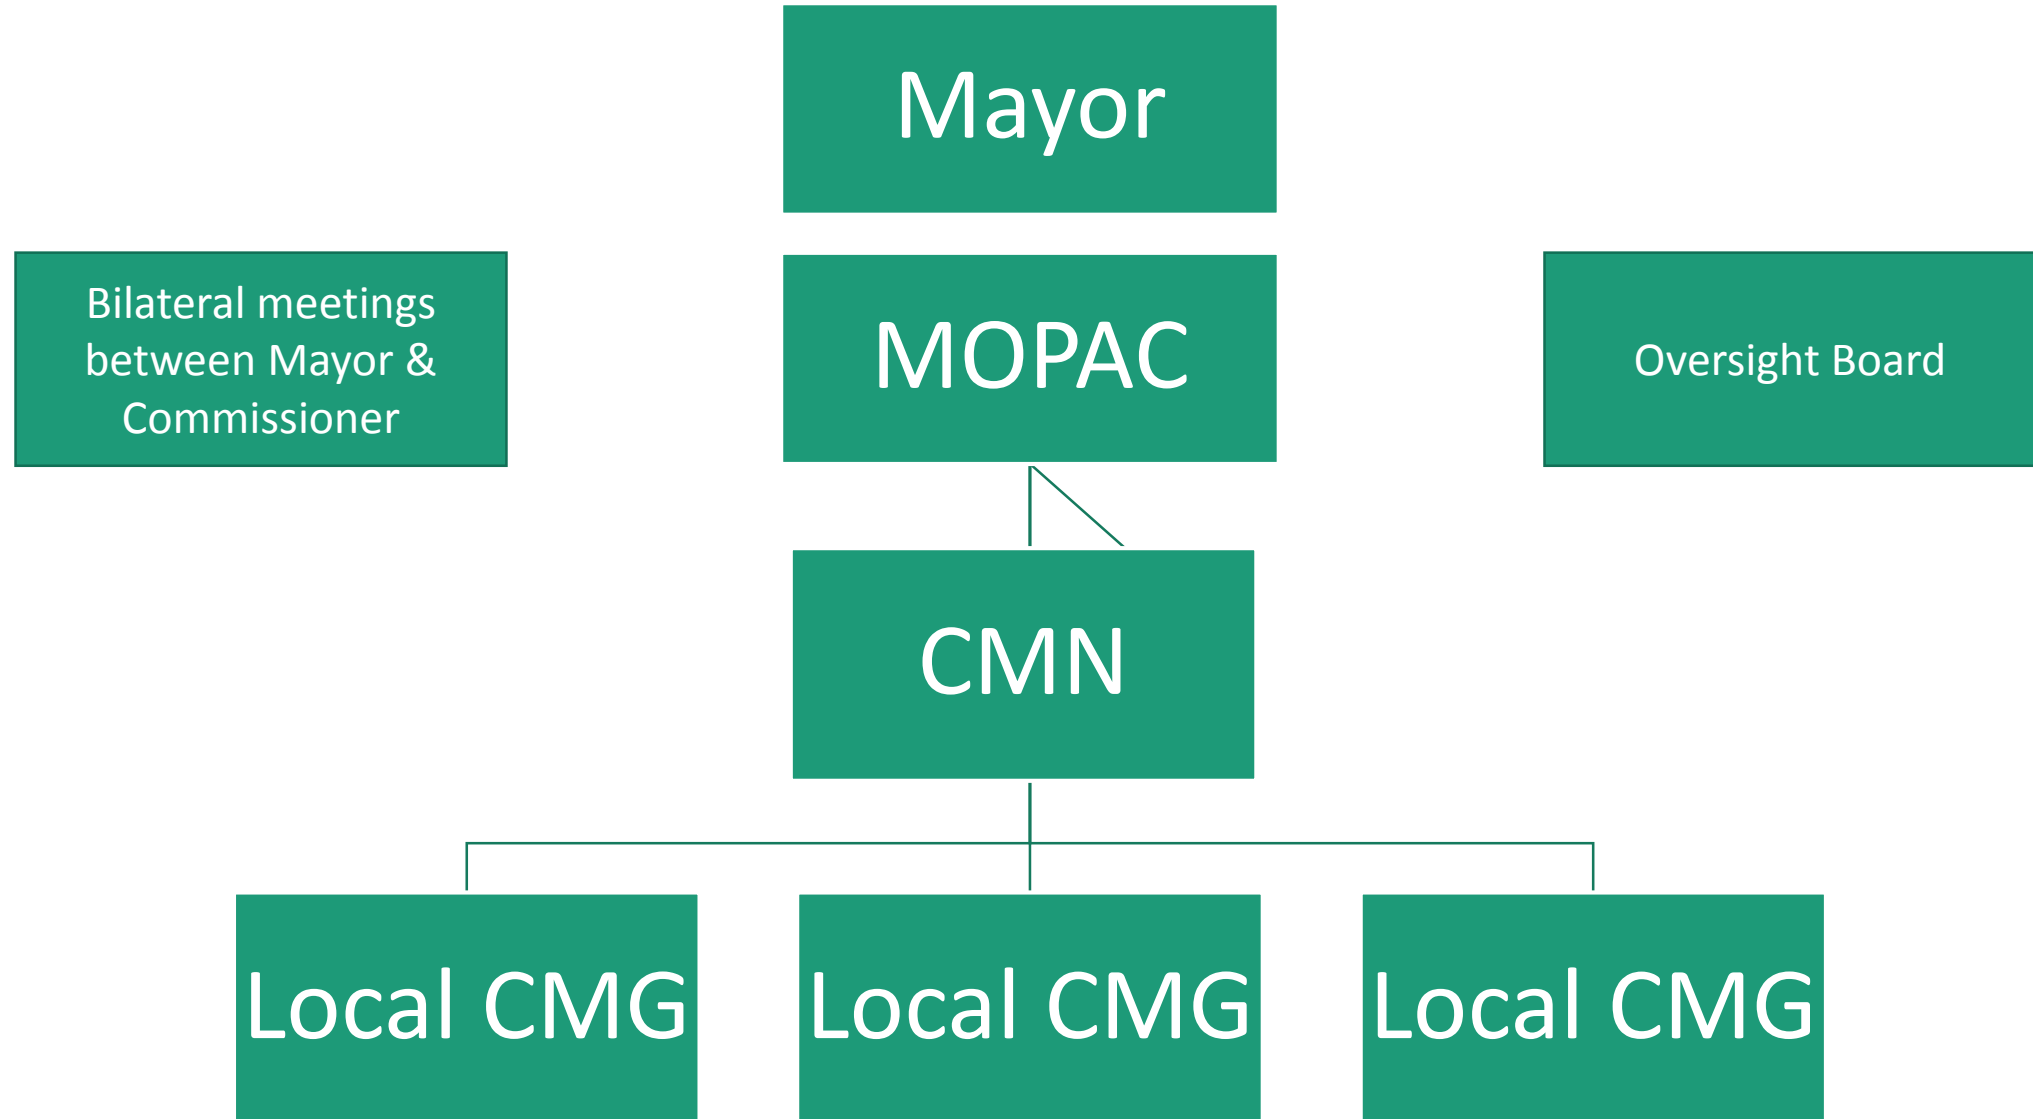 Mayor
Bilateral meetings
between Mayor &
Commissioner
MOPAC
Oversight Board
CMN
Local CMG
Local CMG
Local CMG